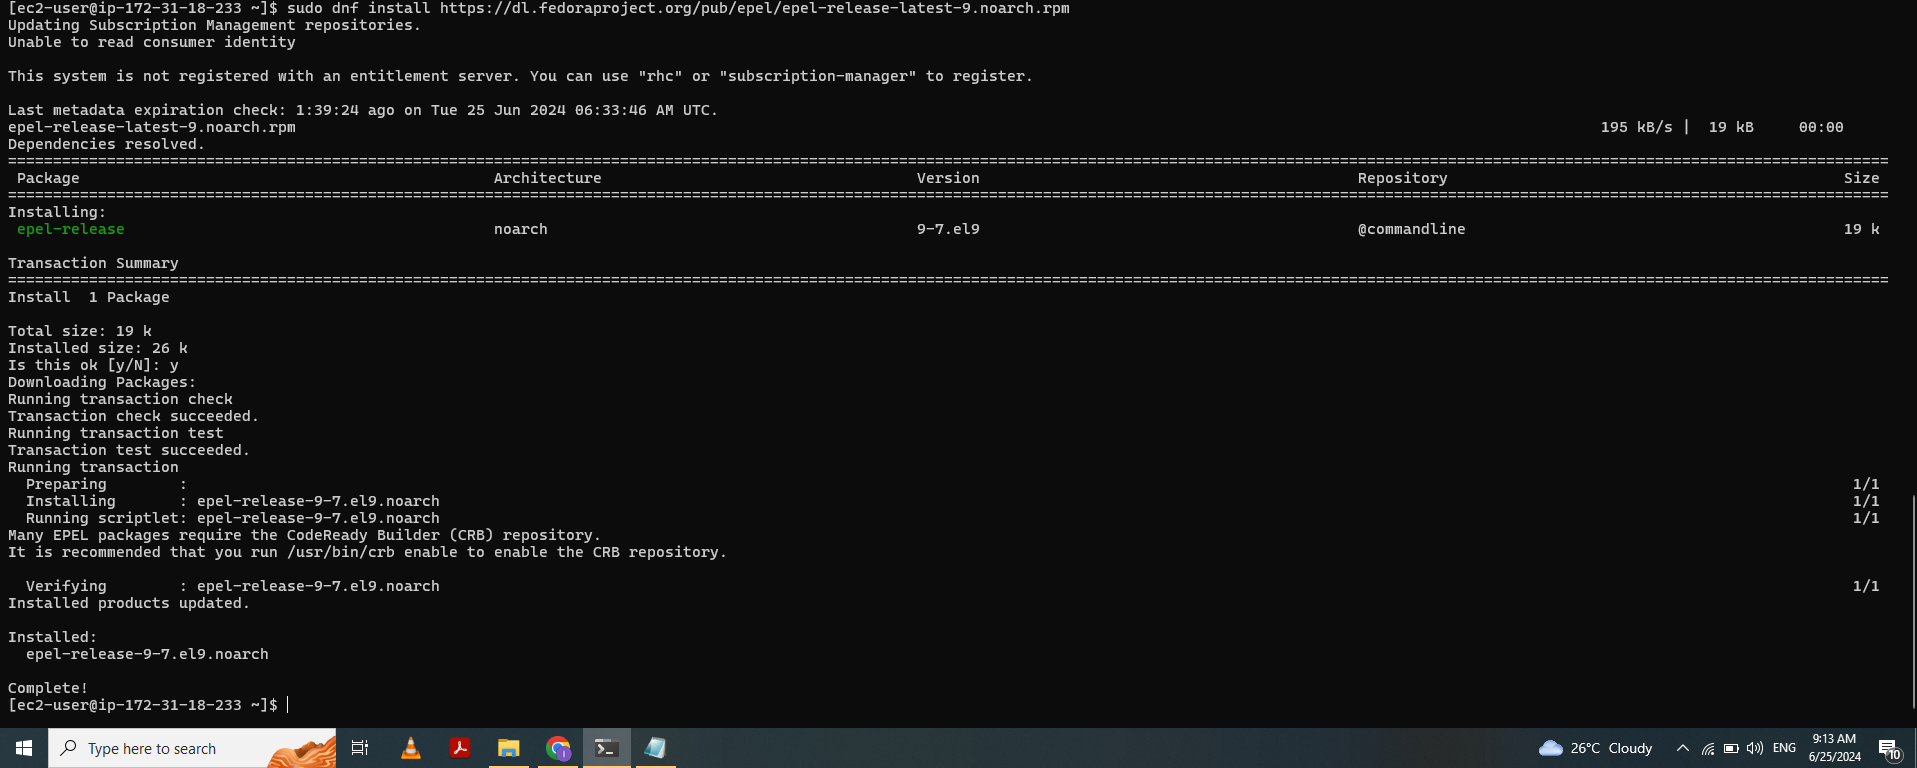 [ec2-user@ip-172-31-18-233 ~]$ sudo dnf install https://dl.fedoraproject.org/pub/epel/epel-release-latest-9.noarch.rpm
Updating Subscription Management repositories.
Unable to read consumer identity
This system is not registered with an entitlement server. You can use "rhc" or "subscription-manager" to register.
Last metadata expiration check: 1:39:24 ago on Tue 25 Jun 2024 06:33:46 AM UTC.
epel-release-latest-9.noarch.rpm 195 kB/s | 19 kB 00:00
Dependencies resolved.
Package Architecture Version Repository Size
Installing:
epel-release noarch 9-7.el9 @commandline 19 k
Transaction Summary
Install 1 Package
Total size: 19 k
Installed size: 26 k
Is this ok [y/N]: y
Downloading Packages:
Running transaction check
Transaction check succeeded.
Running transaction test
Transaction test succeeded.
Running transaction
Preparing : 1/1
Installing : epel-release-9-7.el9.noarch 1/1
Running scriptlet: epel-release-9-7.el9.noarch 1/1
Many EPEL packages require the CodeReady Builder (CRB) repository.
It is recommended that you run /usr/bin/crb enable to enable the CRB repository.
Verifying : epel-release-9-7.el9.noarch 1/1
Installed products updated.
Installed:
epel-release-9-7.el9.noarch
Complete!
[ec2-user@ip-172-31-18-233 ~]$
Type here to search
26°C Cloudy
ENG
9:13 AM
6/25/2024
10